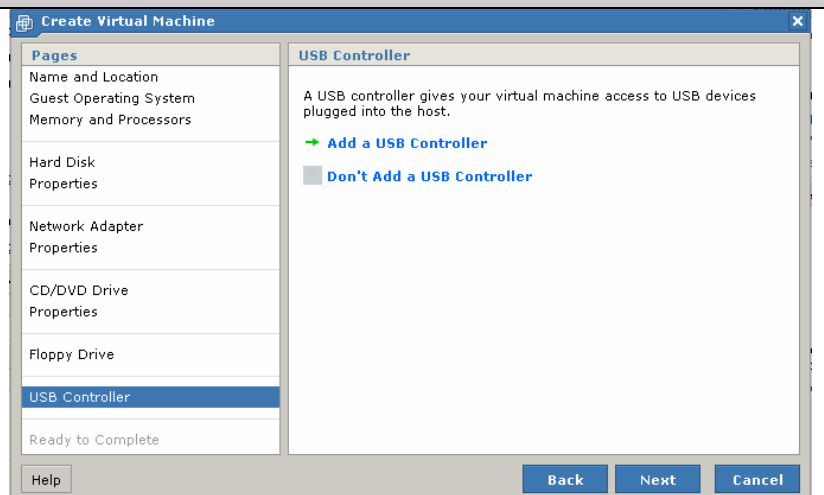 Create Virtual Machine
Pages
Name and Location
Guest Operating System
Memory and Processors
Hard Disk
Properties
Network Adapter
Properties
CD/DVD Drive
Properties
Floppy Drive
USB Controller
Ready to Complete
USB Controller
A USB controller gives your virtual machine access to USB devices
plugged into the host.
Add a USB Controller
Don't Add a USB Controller
Help
Back
Next
Cancel